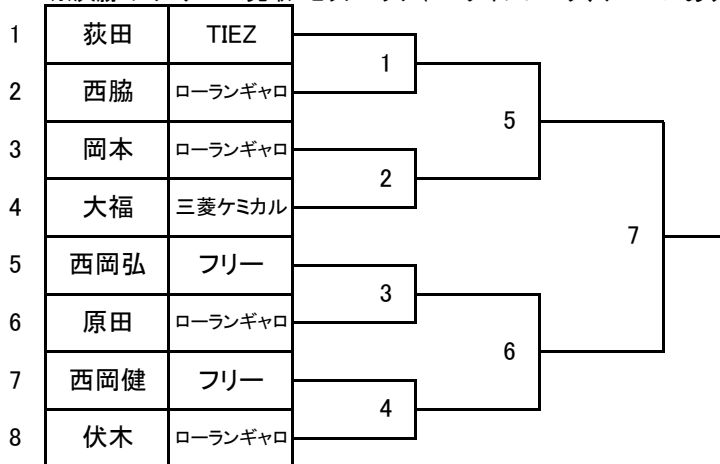 1 荻田 TIEZ
1
2 西脇 ローランギャロ
5
3 岡本 ローランギャロ
2
4 大福 三菱ケミカル
7
5 西岡弘 フリー
3
6 原田 ローランギャロ
6
7 西岡健 フリー
4
8 伏木 ローランギャロ